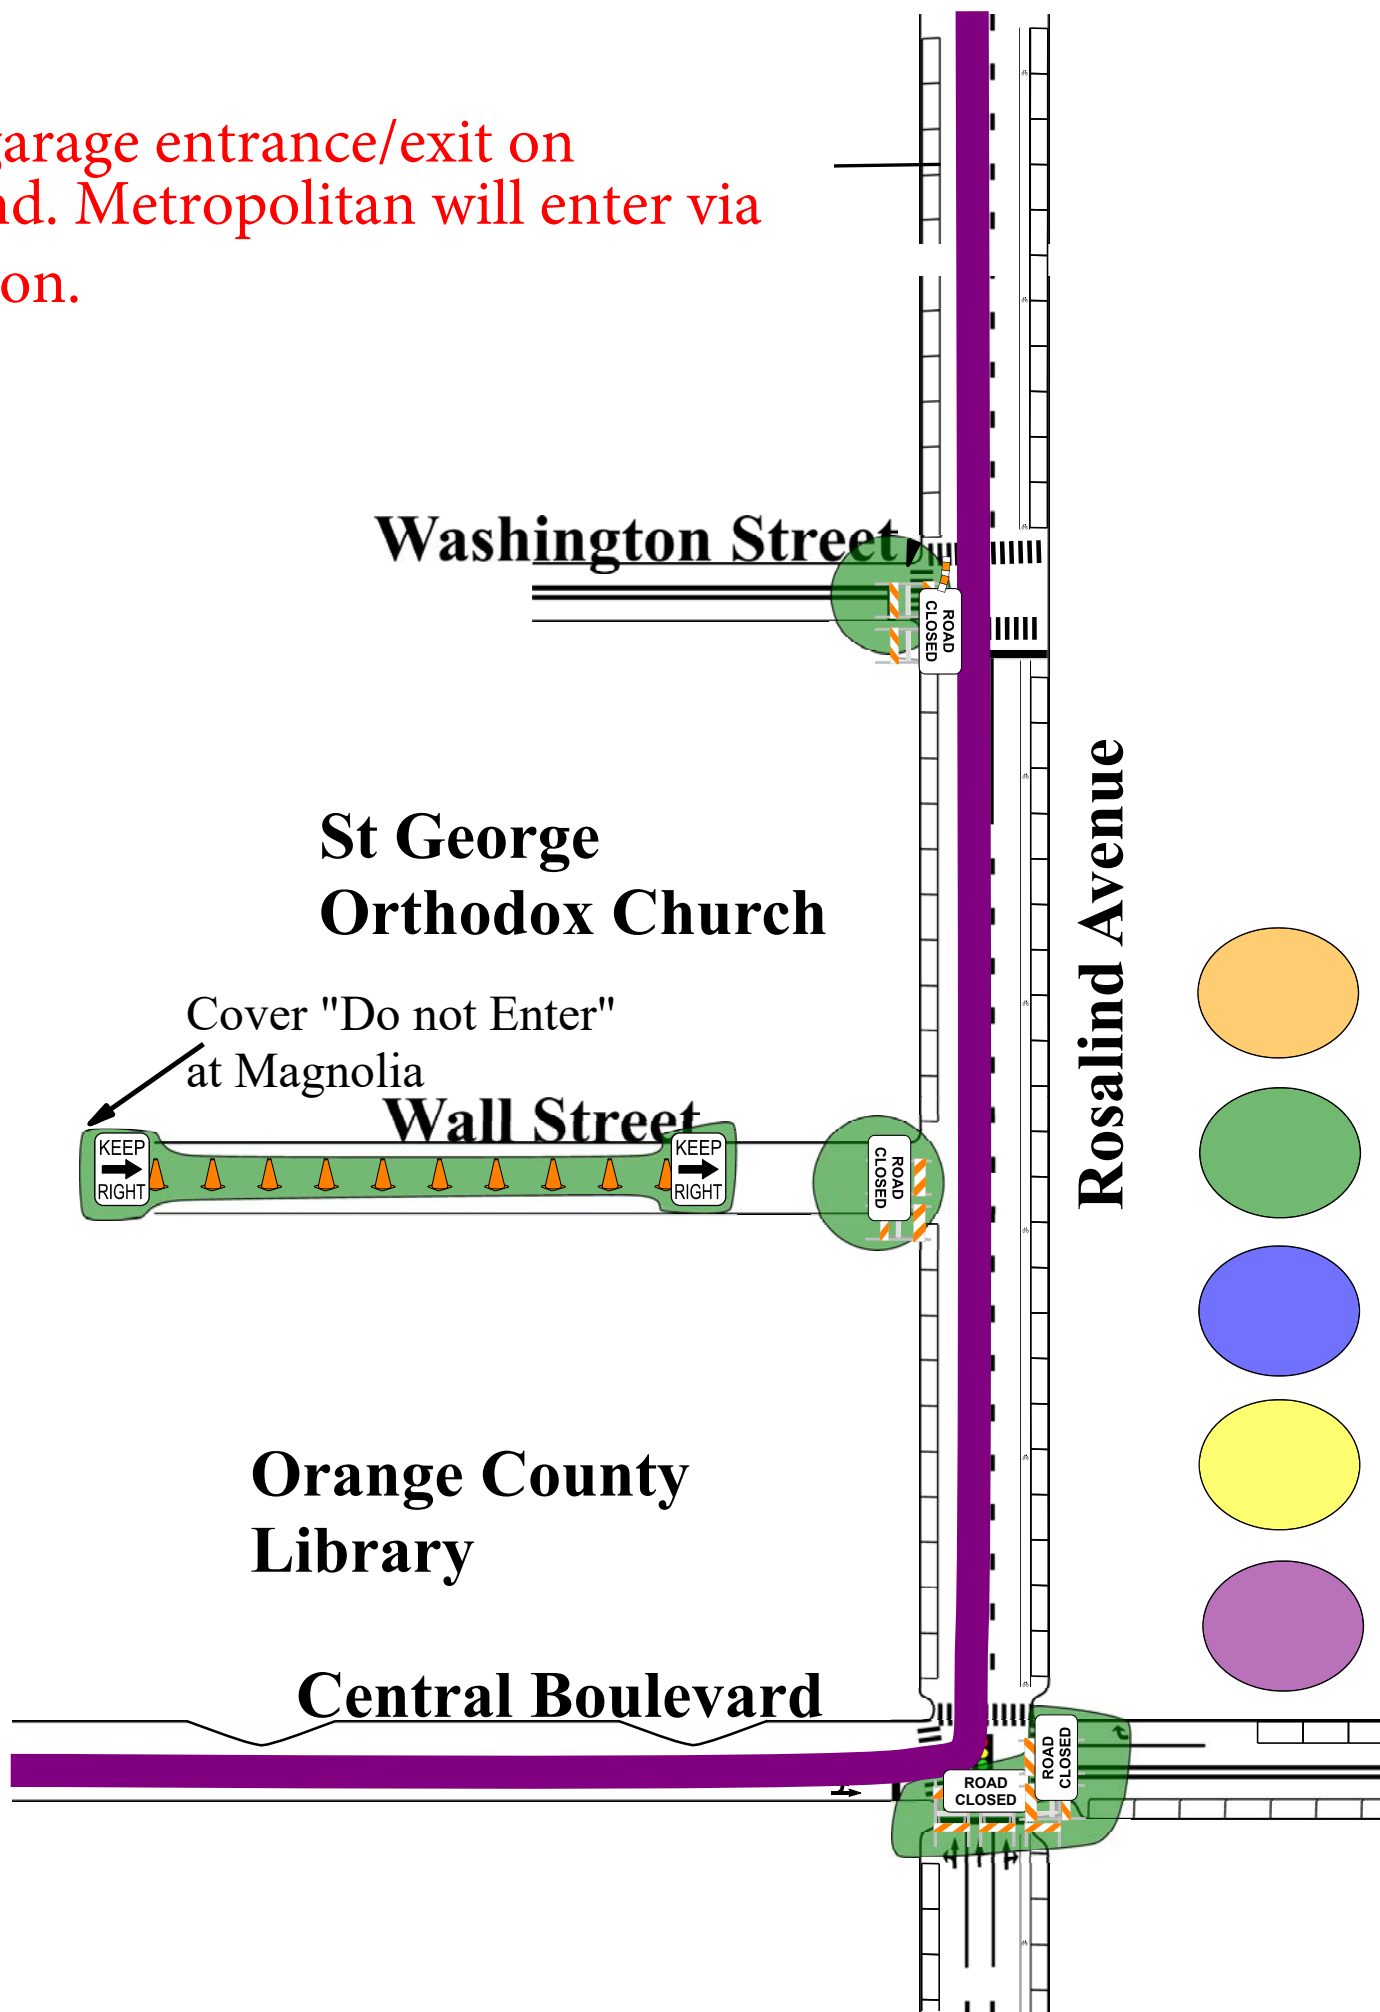 garage entrance/exit on
nd. Metropolitan will enter via
on.
Washington Street
ROAD
CLOSED
St George
Orthodox Church
Rosalind Avenue
Cover "Do not Enter"
at Magnolia
Wall Street
KEEP
RIGHT
KEEP
RIGHT
ROAD
CLOSED
Orange County
Library
Central Boulevard
ROAD
CLOSED
ROAD
CLOSED